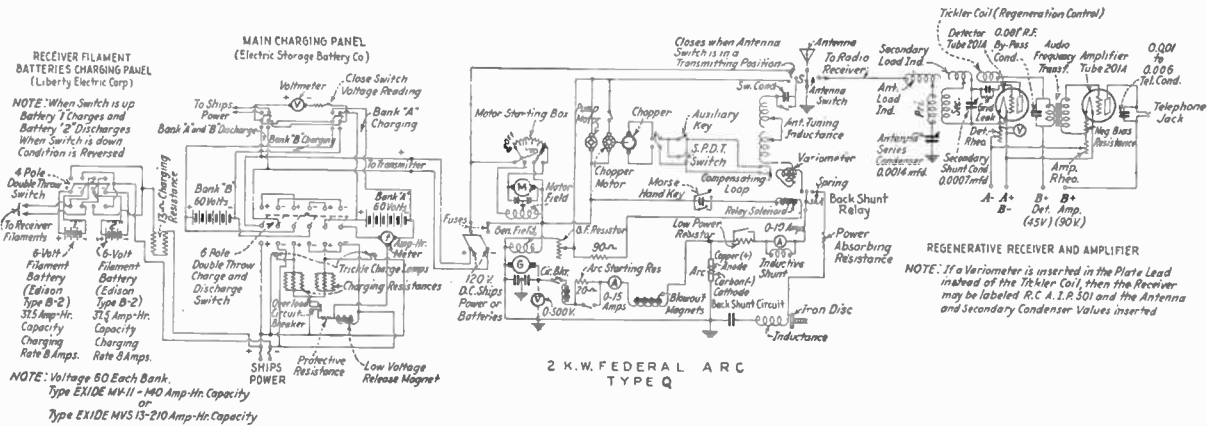 RECEIVER FILAMENT
BATTERIES CHARGING PANEL
(Liberty Electric Corp)
NOTE: When Switch is up
Battery "1" Charges and
Battery "2" Discharges
When Switch is down
Condition is Reversed
4 Pole
Double Throw
Switch
To Receiver
Filaments
13~Charging
Resistance
6-Volt
Filament
Battery
(Edison
Type B-2)
37.5 Amp-Hr.
Capacity
Charging
Rate 8 Amps.
6-Volt
Filament
Battery
(Edison
Type B-2)
37.5 Amp-Hr.
Capacity
Charging
Rate 8 Amps.
NOTE: Voltage 60 Each Bank.
Type EXIDE MV-11 - 140 Amp-Hr. Capacity
or
Type EXIDE MVS 13-210 Amp-Hr. Capacity
MAIN CHARGING PANEL
(Electric Storage Battery Co)
Voltmeter
V
Close Switch
Voltage Reading
To Ships
Power
Bank "A"
Charging
Bank "A" and "B" Discharge
Bank "B" Charging
To Transmitter
Bank "B"
60 Volts
Bank "A"
60 Volts
Amp-Hr.
Meter
6 Pole
Double Throw
Charge and
Discharge
Switch
Trickle Charge Lamps
Charging Resistances
Overload
Circuit
Breaker
Protective
Resistance
Low Voltage
Release Magnet
SHIPS
POWER
Fuses
120 V.
D.C. Ships
Power or
Batteries
Motor Starting Box
M
Motor
Field
Gen. Field
G
G.F. Resistor
Cir. Bkr.
V
0-500V.
Pump
Motor
Chopper
Chopper
Motor
90~
Arc Starting Res
20~
A
0-15
Amps
Blowout
Magnets
Closes when Antenna
Switch is in a
Transmitting Position
Antenna
To Radio
Receiver
S.
Sw. Cond.
Antenna
Switch
Auxiliary
Key
Ant. Tuning
Inductance
S.P.D.T.
Switch
Variometer
Compensating
Loop
Morse
Hand Key
Spring
Back Shunt
Relay
Relay Solenoid
Low Power
Resistor
0-10 Amps
A
Inductive
Shunt
Power
Absorbing
Resistance
Copper (+)
Anode
Arc
Carbon (-)
Cathode
Back Shunt Circuit
Iron Disc
Inductance
2 K.W. FEDERAL ARC
TYPE Q
Tickler Coil (Regeneration Control)
Secondary
Load Ind.
Detector
Tube 201A
0.001 R.F.
By-Pass
Cond.
Audio
Frequency
Transf.
Amplifier
Tube 201A
0.001
to
0.006
Tel. Cond.
Ant.
Load
Ind.
Pri.
Sec.
Grid
Leak
Telephone
Jack
Det.
Rheo.
V
Neg. Bias
Resistance
Antenna
Series
Condenser
0.0014 mfd.
Secondary
Shunt Cond
0.0007 mfd.
Amp.
Rheo.
A- A+ B+ B+
B- Det. Amp.
(45V) (90V.)
REGENERATIVE RECEIVER AND AMPLIFIER
NOTE: If a Variometer is inserted in the Plate Lead
instead of the Tickler Coil, then the Receiver
may be labeled R.C.A. I.P. 501 and the Antenna
and Secondary Condenser Values inserted